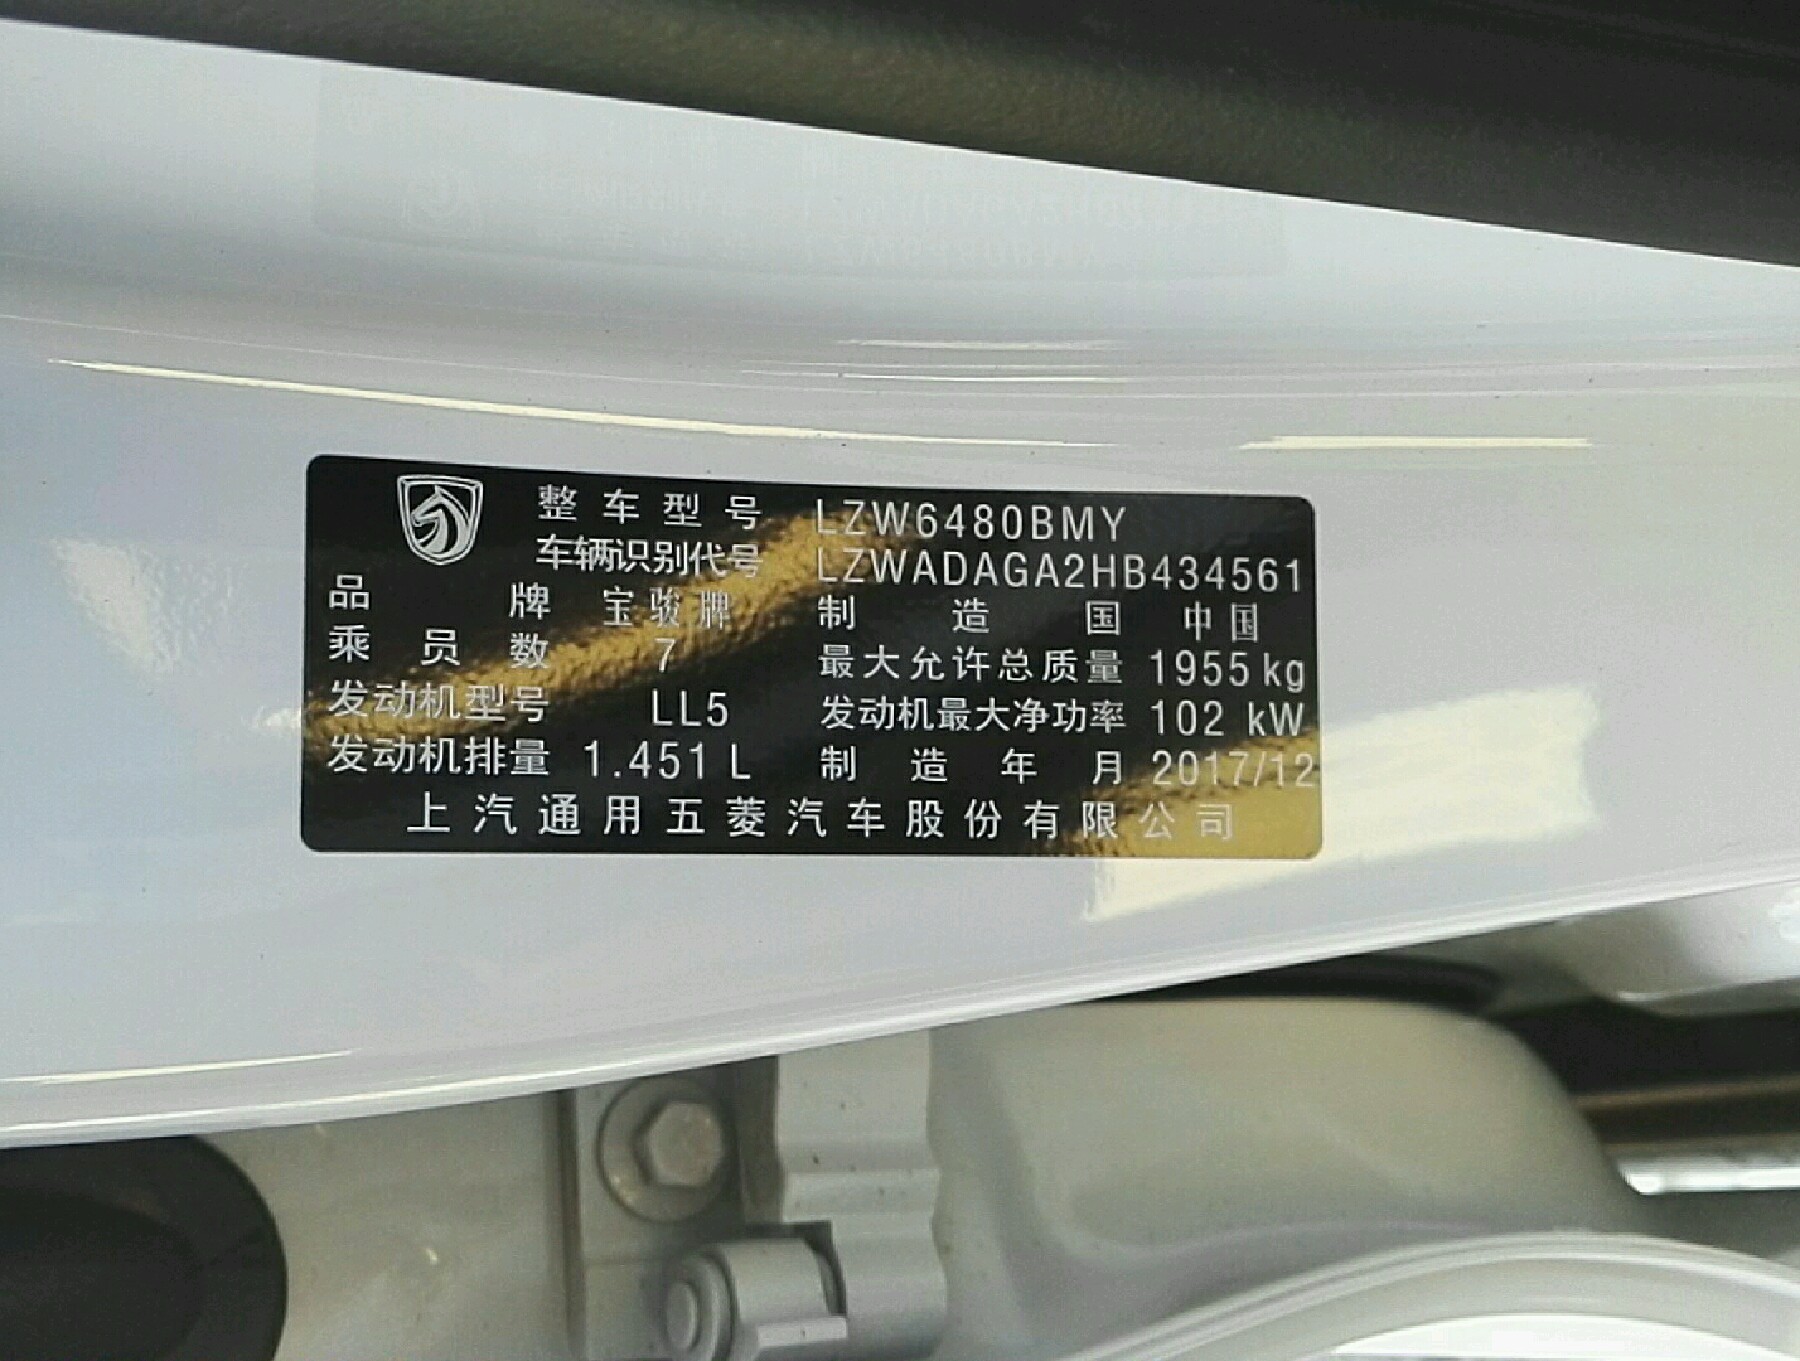 整车型号 LZW6480BMY
车辆识别代号 LZWADAGA2HB434561
品牌 宝骏牌 制造国 中国
乘员数 7 最大允许总质量 1955 kg
发动机型号 LL5 发动机最大净功率 102 kW
发动机排量 1.451 L 制造年月 2017/12
上汽通用五菱汽车股份有限公司